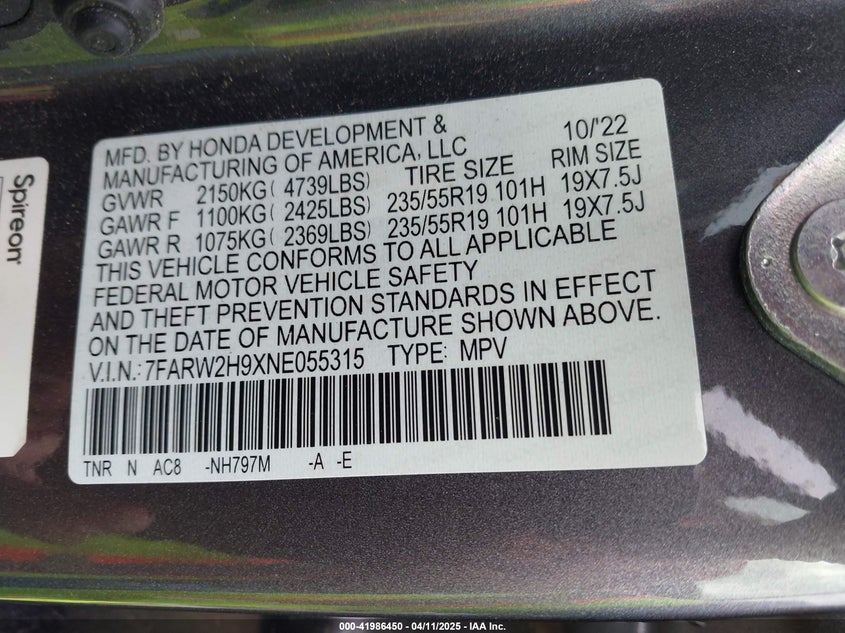 MFD. BY HONDA DEVELOPMENT & 10/'22
MANUFACTURING OF AMERICA, LLC TIRE SIZE RIM SIZE
GVWR 2150KG( 4739LBS)
GAWR F 1100KG( 2425LBS) 235/55R19 101H 19X7.5J
GAWR R 1075KG( 2369LBS) 235/55R19 101H 19X7.5J
THIS VEHICLE CONFORMS TO ALL APPLICABLE
FEDERAL MOTOR VEHICLE SAFETY
AND THEFT PREVENTION STANDARDS IN EFFECT
ON THE DATE OF MANUFACTURE SHOWN ABOVE.
V.I.N.:7FARW2H9XNE055315 TYPE: MPV
TNR N AC8 -NH797M -A -E
Spireon
000-41986450 - 04/11/2025 - IAA Inc.